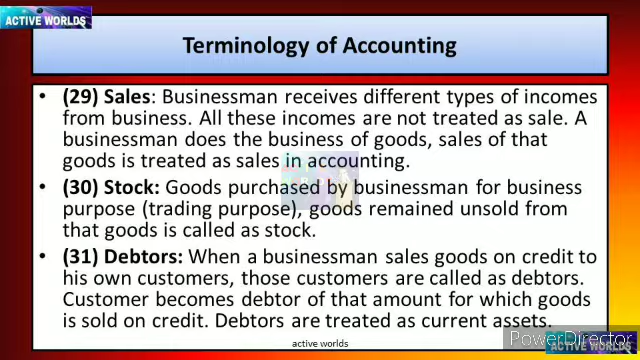 ACTIVE WORLDS
Terminology of Accounting
• (29) Sales: Businessman receives different types of incomes
from business. All these incomes are not treated as sale. A
businessman does the business of goods, sales of that
goods is treated as sales in accounting.
• (30) Stock: Goods purchased by businessman for business
purpose (trading purpose), goods remained unsold from
that goods is called as stock.
• (31) Debtors: When a businessman sales goods on credit to
his own customers, those customers are called as debtors.
Customer becomes debtor of that amount for which goods
is sold on credit. Debtors are treated as current assets.
PowerDirector
active worlds
ACTIVE WORLDS